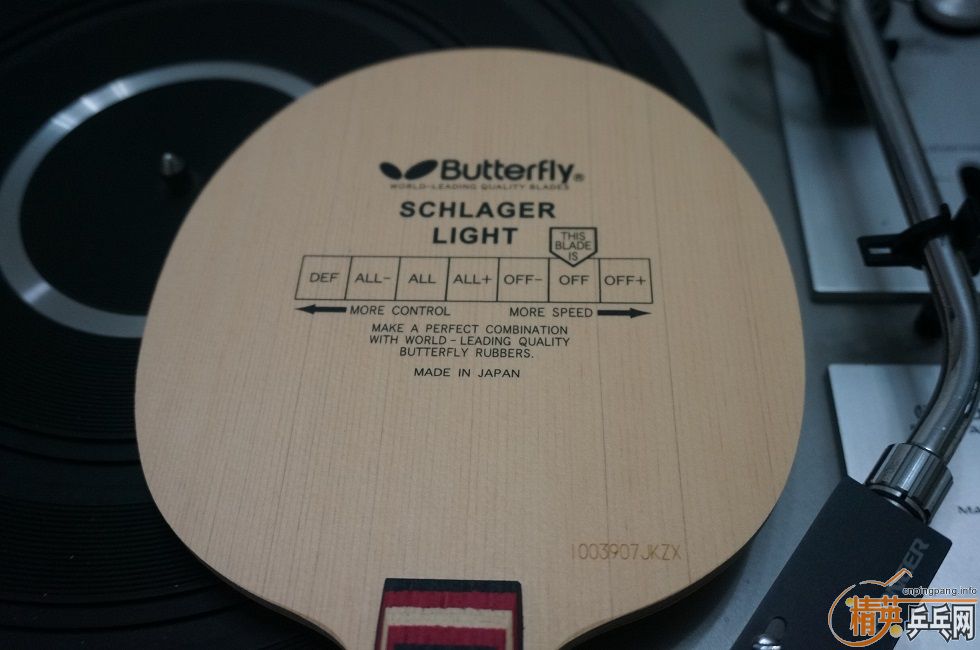 Butterfly®
WORLD-LEADING QUALITY BLADES
SCHLAGER
LIGHT
THIS
BLADE
IS
DEF ALL- ALL ALL+ OFF- OFF OFF+
MORE CONTROL MORE SPEED
MAKE A PERFECT COMBINATION
WITH WORLD-LEADING QUALITY
BUTTERFLY RUBBERS.
MADE IN JAPAN
1003907JKZX
cnpingpang.info
精英乒乓网